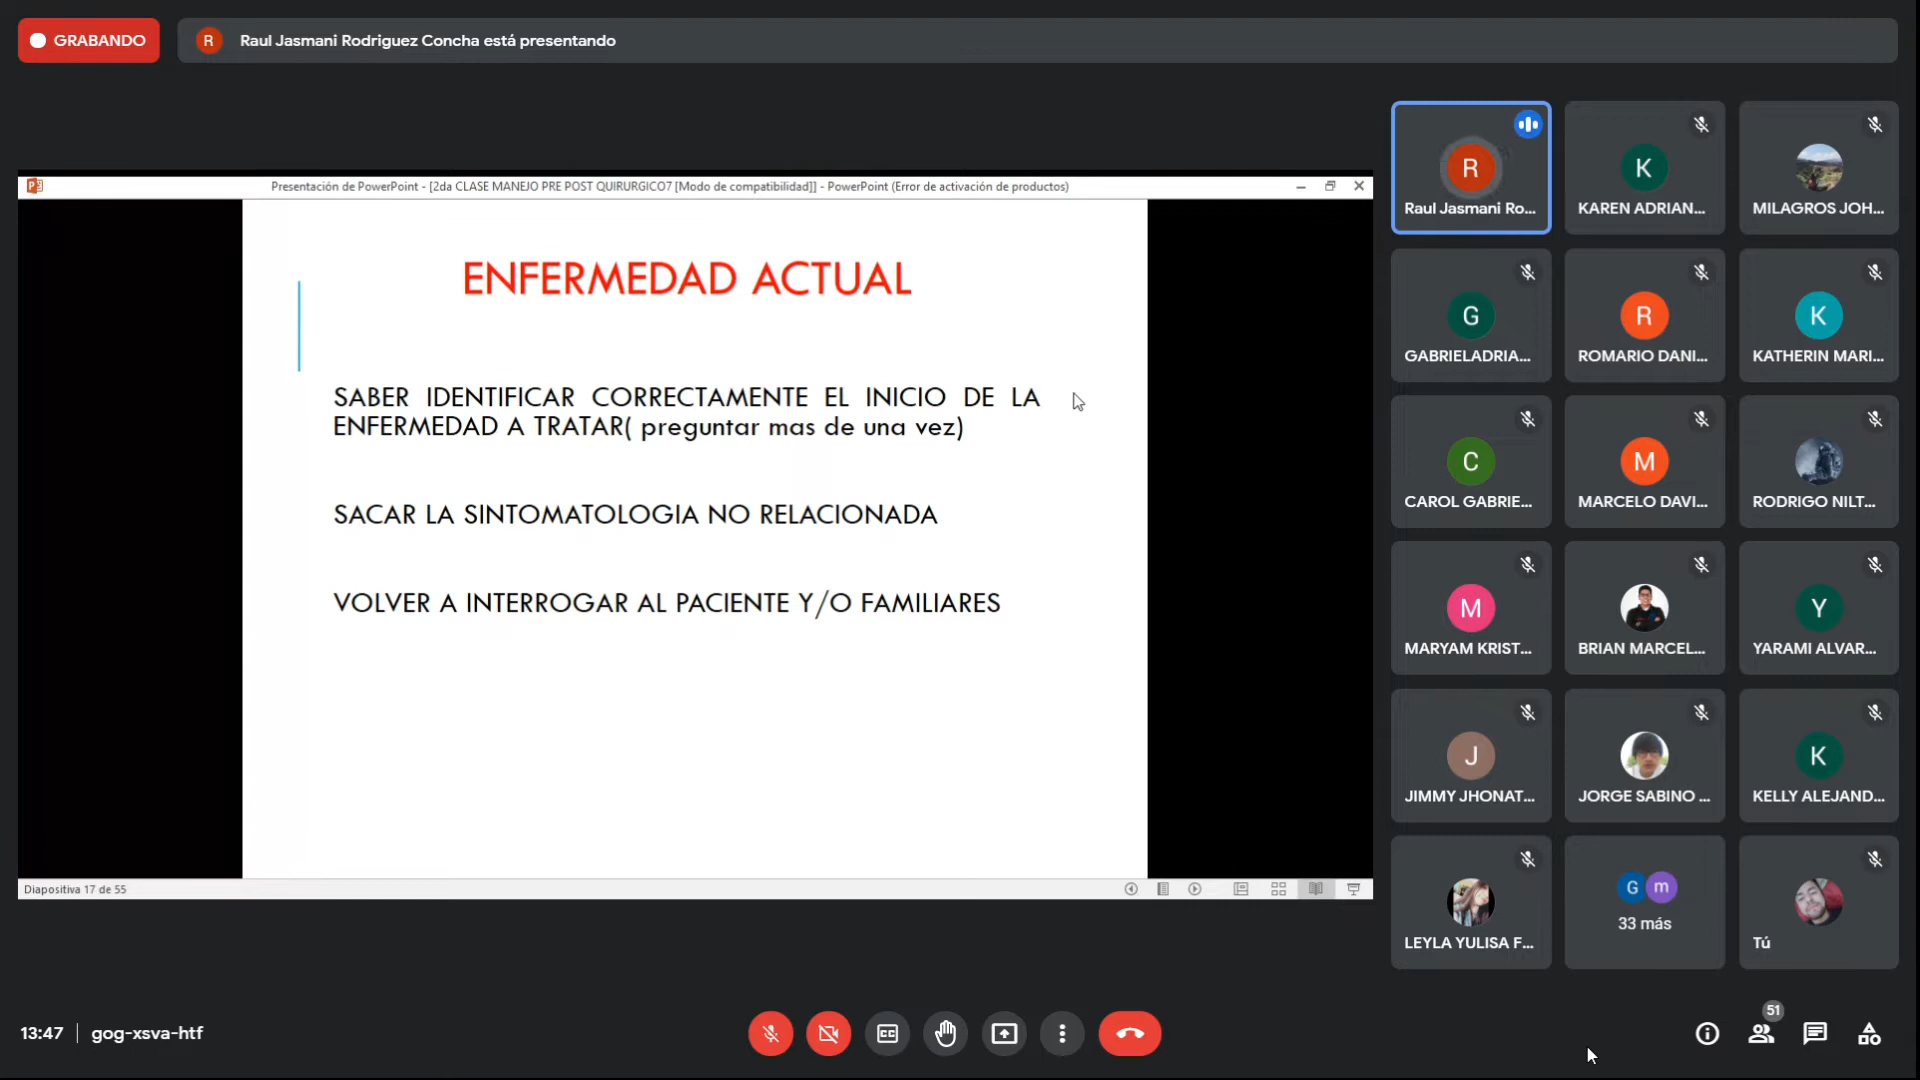 GRABANDO
R
Raul Jasmani Rodriguez Concha está presentando
Presentación de PowerPoint - [2da CLASE MANEJO PRE POST QUIRURGICO7 [Modo de compatibilidad]] - PowerPoint (Error de activación de productos)
ENFERMEDAD ACTUAL
SABER IDENTIFICAR CORRECTAMENTE EL INICIO DE LA
ENFERMEDAD A TRATAR( preguntar mas de una vez)
SACAR LA SINTOMATOLOGIA NO RELACIONADA
VOLVER A INTERROGAR AL PACIENTE Y/O FAMILIARES
Diapositiva 17 de 55
R
Raul Jasmani Ro...
K
KAREN ADRIAN...
MILAGROS JOH...
G
GABRIELADRIA...
R
ROMARIO DANI...
K
KATHERIN MARI...
C
CAROL GABRIE...
M
MARCELO DAVI...
RODRIGO NILT...
M
MARYAM KRIST...
BRIAN MARCEL...
Y
YARAMI ALVAR...
J
JIMMY JHONAT...
JORGE SABINO ...
K
KELLY ALEJAND...
LEYLA YULISA F...
G m
33 más
Tú
13:47 | gog-xsva-htf
CC
51